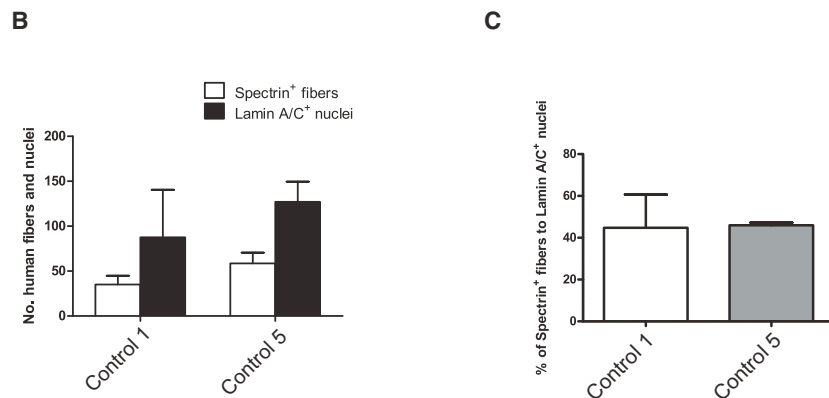 B
Spectrin⁺ fibers
Lamin A/C⁺ nuclei
No. human fibers and nuclei
200
150
100
50
0
Control 1
Control 5
C
% of Spectrin⁺ fibers to Lamin A/C⁺ nuclei
80
60
40
20
0
Control 1
Control 5